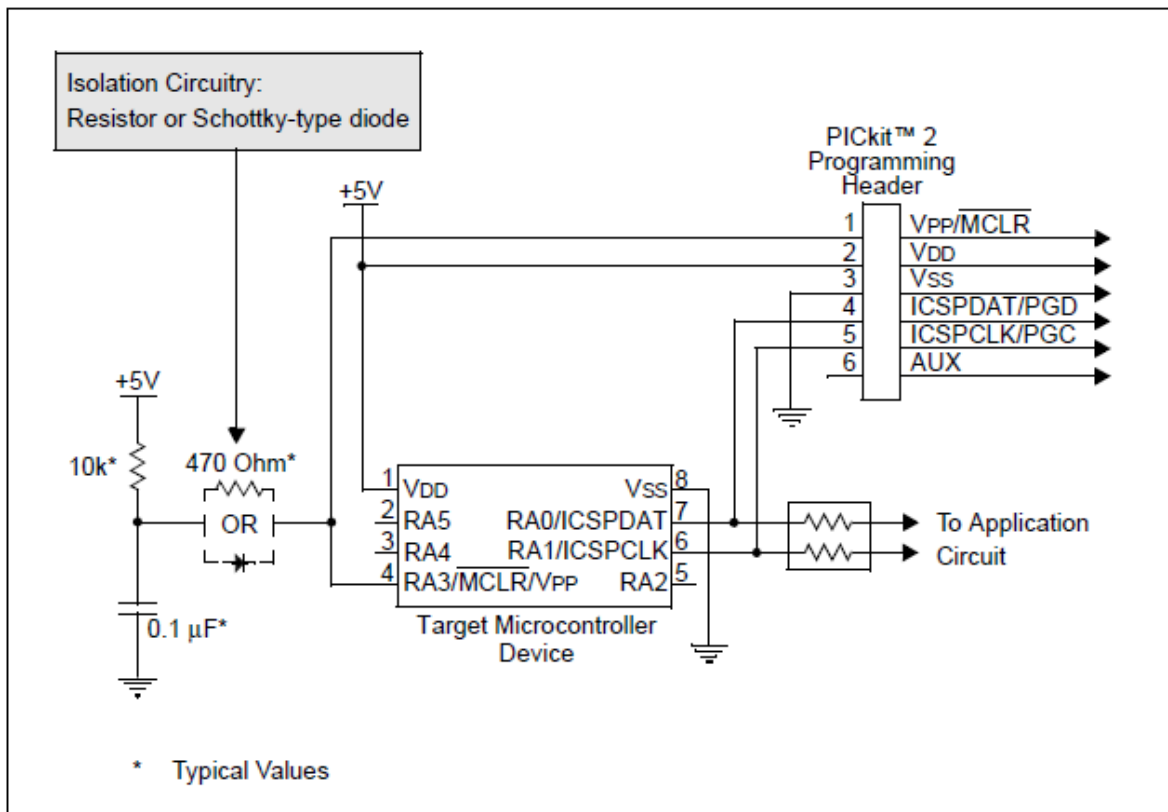 Isolation Circuitry:
Resistor or Schottky-type diode
PICkit™ 2
Programming
Header
+5V
1 VPP/MCLR
2 VDD
3 VSS
4 ICSPDAT/PGD
5 ICSPCLK/PGC
6 AUX
+5V
10k*
470 Ohm*
OR
0.1 μF*
1 VDD
2 RA5
3 RA4
4 RA3/MCLR/VPP
VSS 8
RA0/ICSPDAT 7
RA1/ICSPCLK 6
RA2 5
Target Microcontroller
Device
To Application
Circuit
* Typical Values